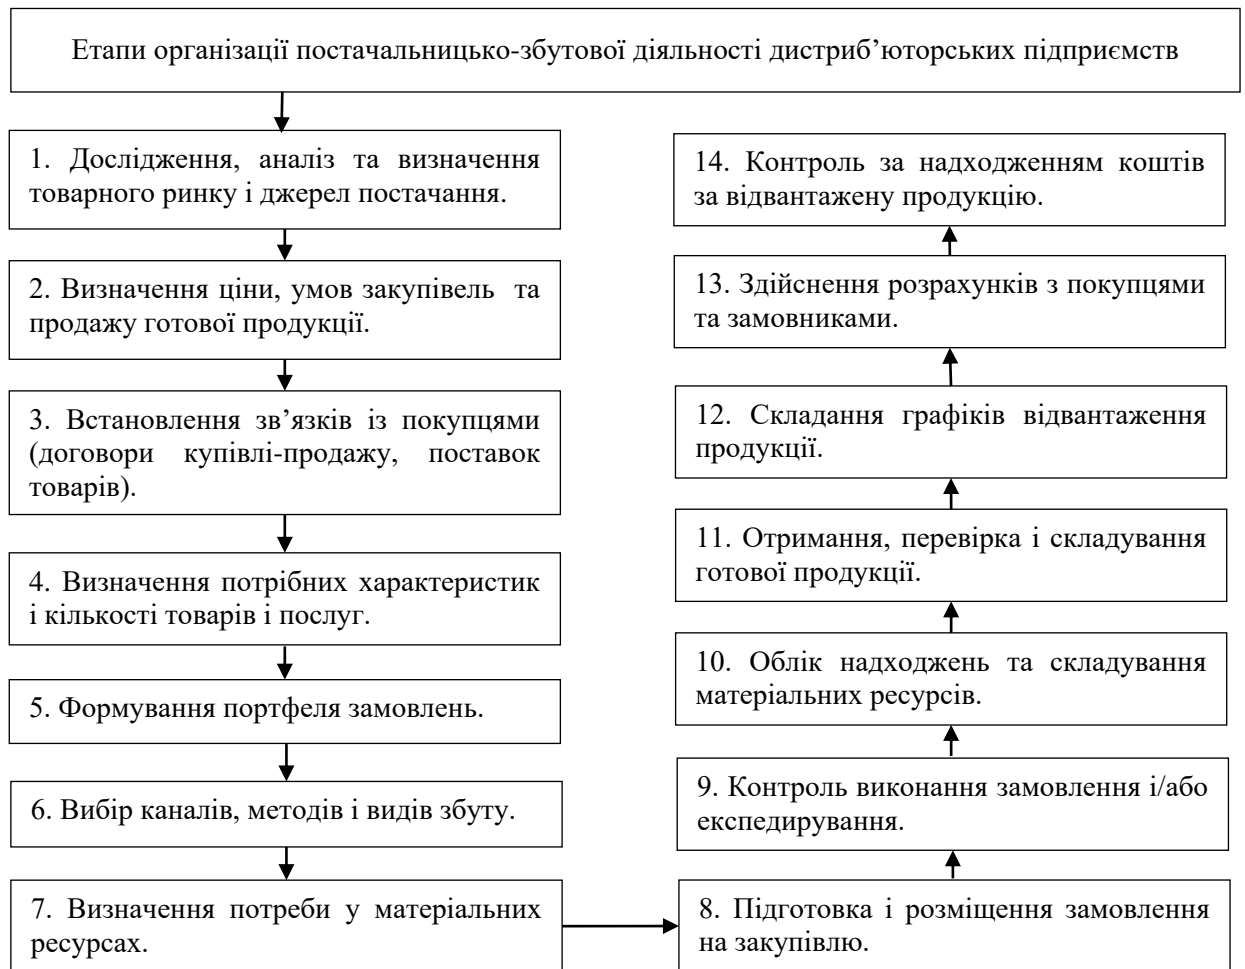 Етапи організації постачальницько-збутової діяльності дистриб’юторських підприємств
1. Дослідження, аналіз та визначення
товарного ринку і джерел постачання.
2. Визначення ціни, умов закупівель та
продажу готової продукції.
3. Встановлення зв’язків із покупцями
(договори купівлі-продажу, поставок
товарів).
4. Визначення потрібних характеристик
і кількості товарів і послуг.
5. Формування портфеля замовлень.
6. Вибір каналів, методів і видів збуту.
7. Визначення потреби у матеріальних
ресурсах.
8. Підготовка і розміщення замовлення
на закупівлю.
9. Контроль виконання замовлення і/або
експедирування.
10. Облік надходжень та складування
матеріальних ресурсів.
11. Отримання, перевірка і складування
готової продукції.
12. Складання графіків відвантаження
продукції.
13. Здійснення розрахунків з покупцями
та замовниками.
14. Контроль за надходженням коштів
за відвантажену продукцію.